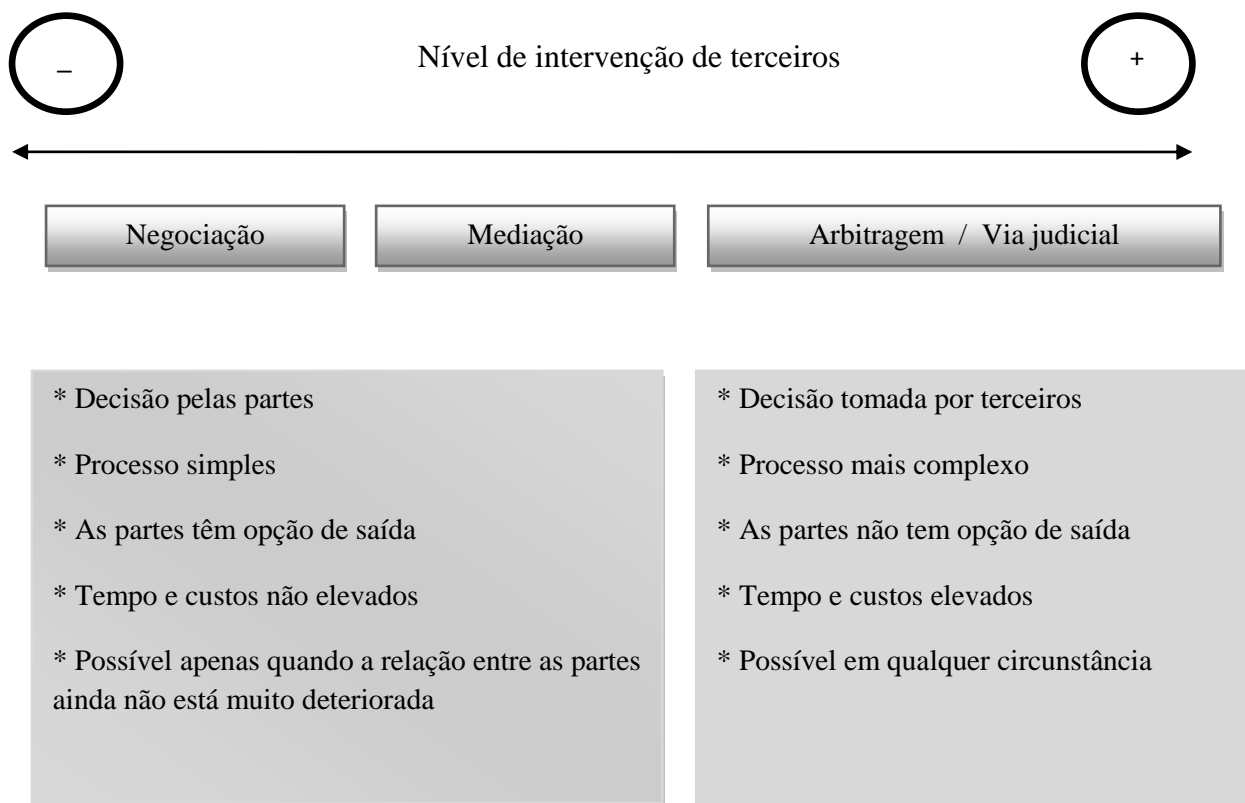 _
Nível de intervenção de terceiros
+
Negociação
Mediação
Arbitragem / Via judicial
* Decisão pelas partes
* Processo simples
* As partes têm opção de saída
* Tempo e custos não elevados
* Possível apenas quando a relação entre as partes
ainda não está muito deteriorada
* Decisão tomada por terceiros
* Processo mais complexo
* As partes não tem opção de saída
* Tempo e custos elevados
* Possível em qualquer circunstância